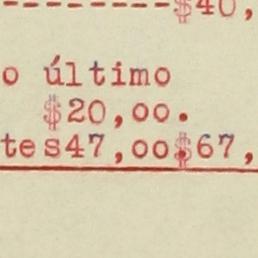 --------$40,
o último
$20,oo.
tes47,oo$67,